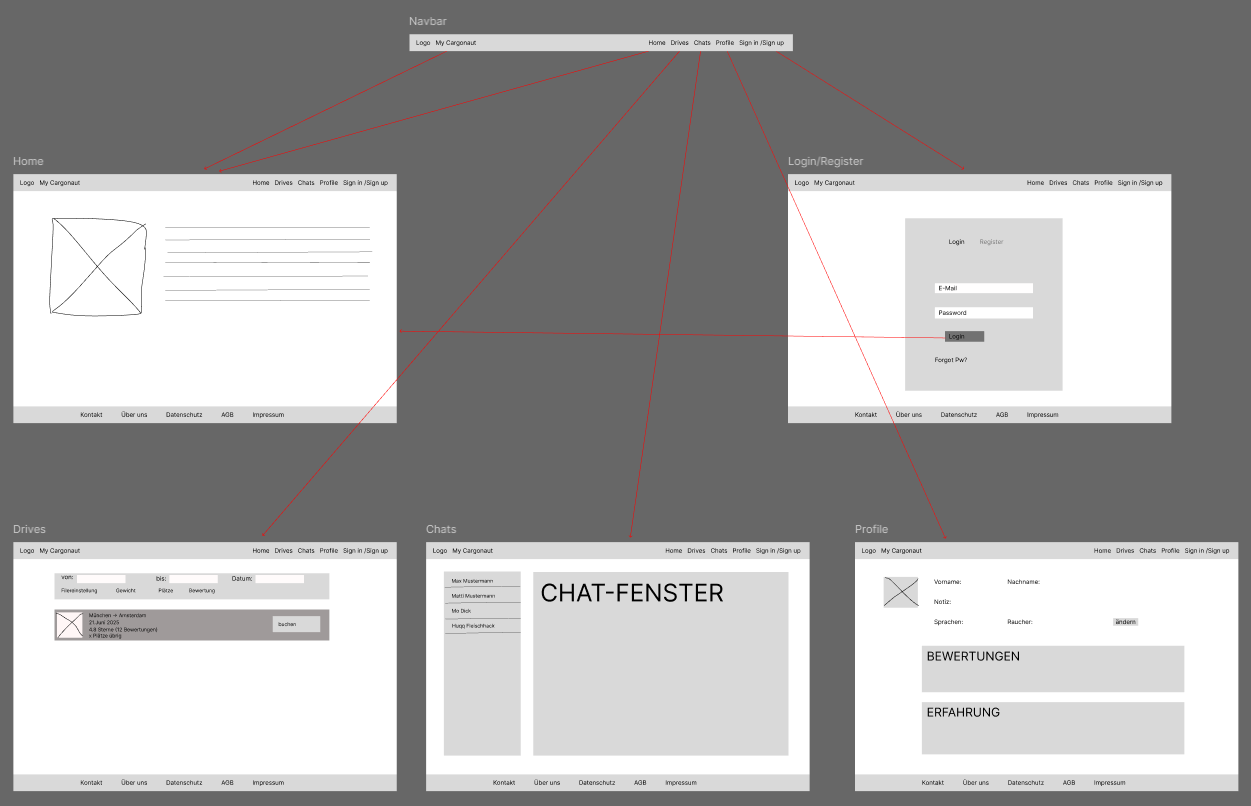 Navbar
Logo My Cargonaut Home Drives Chats Profile Sign in /Sign up
Home
Logo My Cargonaut Home Drives Chats Profile Sign in /Sign up
Kontakt Über uns Datenschutz AGB Impressum
Login/Register
Logo My Cargonaut Home Drives Chats Profile Sign in /Sign up
Login Register
E-Mail
Password
Login
Forgot Pw?
Kontakt Über uns Datenschutz AGB Impressum
Drives
Logo My Cargonaut Home Drives Chats Profile Sign in /Sign up
von: bis: Datum:
Filereinstellung Gewicht Plätze Bewertung
München -> Amsterdam
21.Juni 2025
4.8 Sterne (12 Bewertungen)
x Plätze übrig
buchen
Kontakt Über uns Datenschutz AGB Impressum
Chats
Logo My Cargonaut Home Drives Chats Profile Sign in /Sign up
Max Mustermann
Mattl Mustermann
Mo Dick
Hugg Fleischhack
CHAT-FENSTER
Kontakt Über uns Datenschutz AGB Impressum
Profile
Logo My Cargonaut Home Drives Chats Profile Sign in /Sign up
Vorname: Nachname:
Notiz:
Sprachen: Raucher: ändern
BEWERTUNGEN
ERFAHRUNG
Kontakt Über uns Datenschutz AGB Impressum